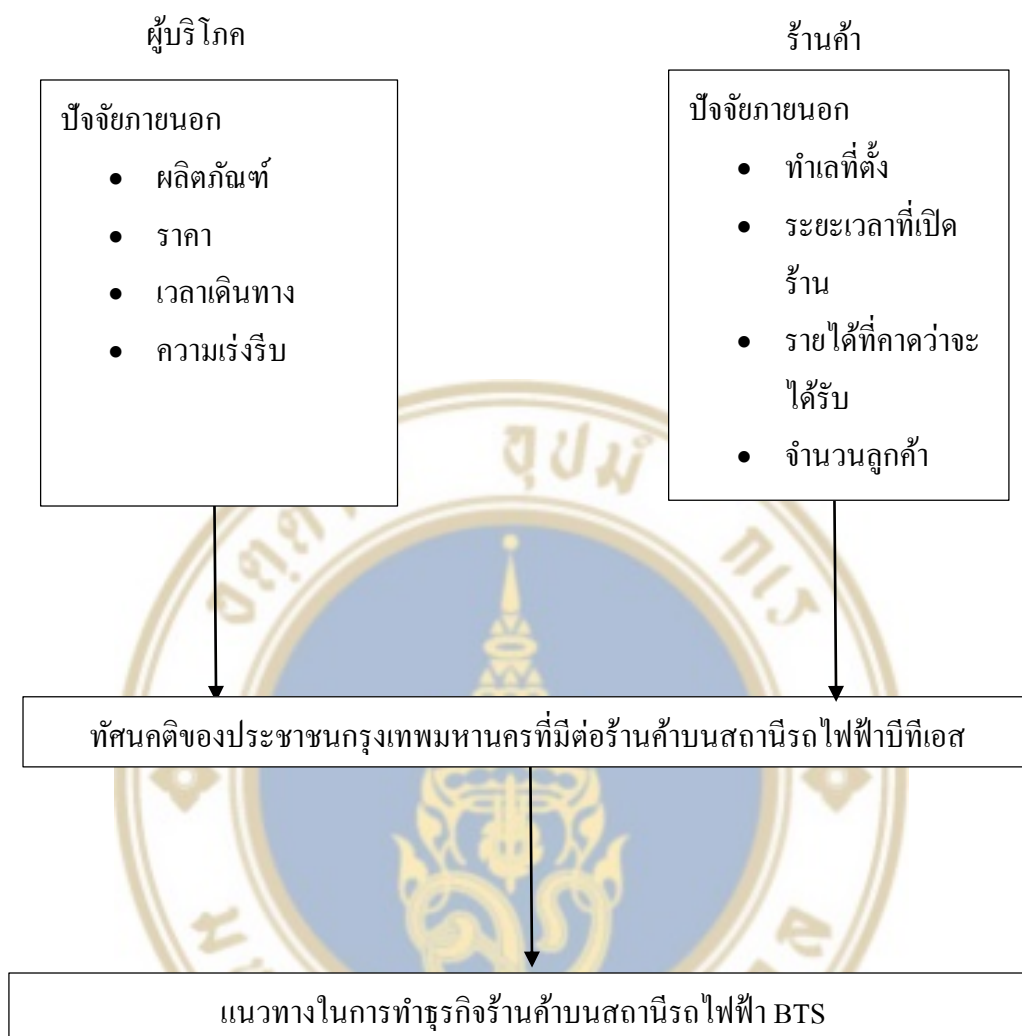 ผู้บริโภค
ปัจจัยภายนอก
• ผลิตภัณฑ์
• ราคา
• เวลาเดินทาง
• ความเร่งรีบ
ร้านค้า
ปัจจัยภายนอก
• ทำเลที่ตั้ง
• ระยะเวลาที่เปิด
ร้าน
• รายได้ที่คาดว่าจะ
ได้รับ
• จำนวนลูกค้า
อุปมํ
กเร
ทัศนคติของประชาชนกรุงเทพมหานครที่มีต่อร้านค้าบนสถานีรถไฟฟ้าบีทีเอส
แนวทางในการทำธุรกิจร้านค้าบนสถานีรถไฟฟ้า BTS